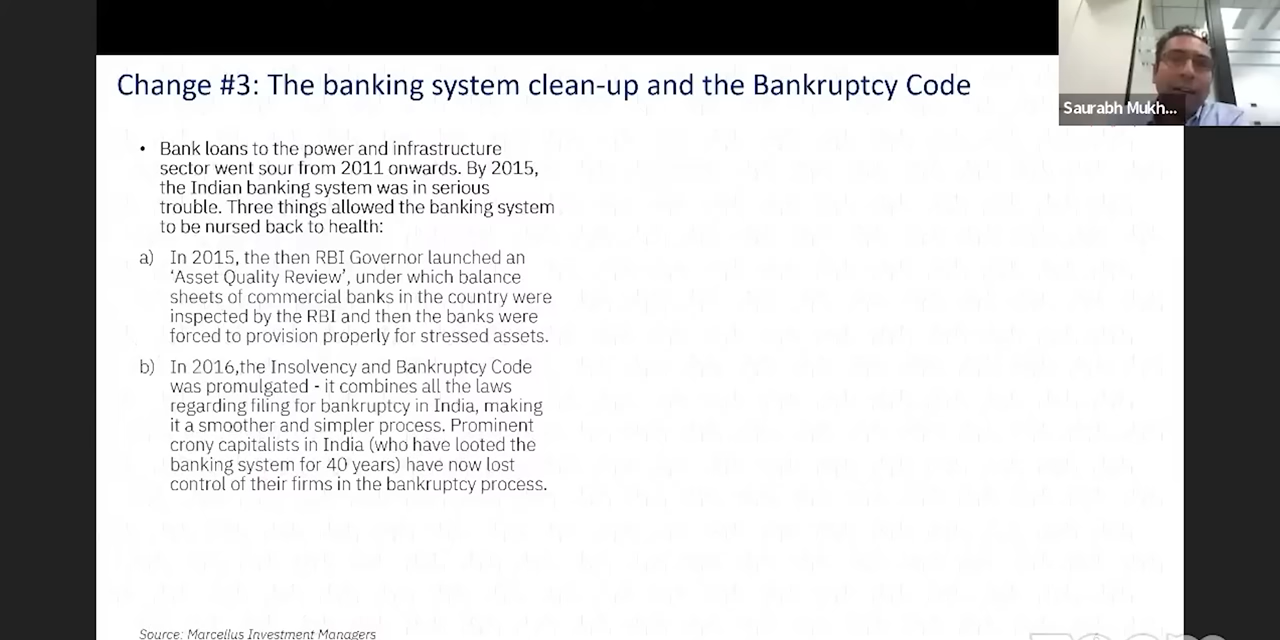 Change #3: The banking system clean-up and the Bankruptcy Code
Saurabh Mukh...
• Bank loans to the power and infrastructure
sector went sour from 2011 onwards. By 2015,
the Indian banking system was in serious
trouble. Three things allowed the banking system
to be nursed back to health:
a) In 2015, the then RBI Governor launched an
‘Asset Quality Review’, under which balance
sheets of commercial banks in the country were
inspected by the RBI and then the banks were
forced to provision properly for stressed assets.
b) In 2016,the Insolvency and Bankruptcy Code
was promulgated - it combines all the laws
regarding filing for bankruptcy in India, making
it a smoother and simpler process. Prominent
crony capitalists in India (who have looted the
banking system for 40 years) have now lost
control of their firms in the bankruptcy process.
Source: Marcellus Investment Managers
zoom